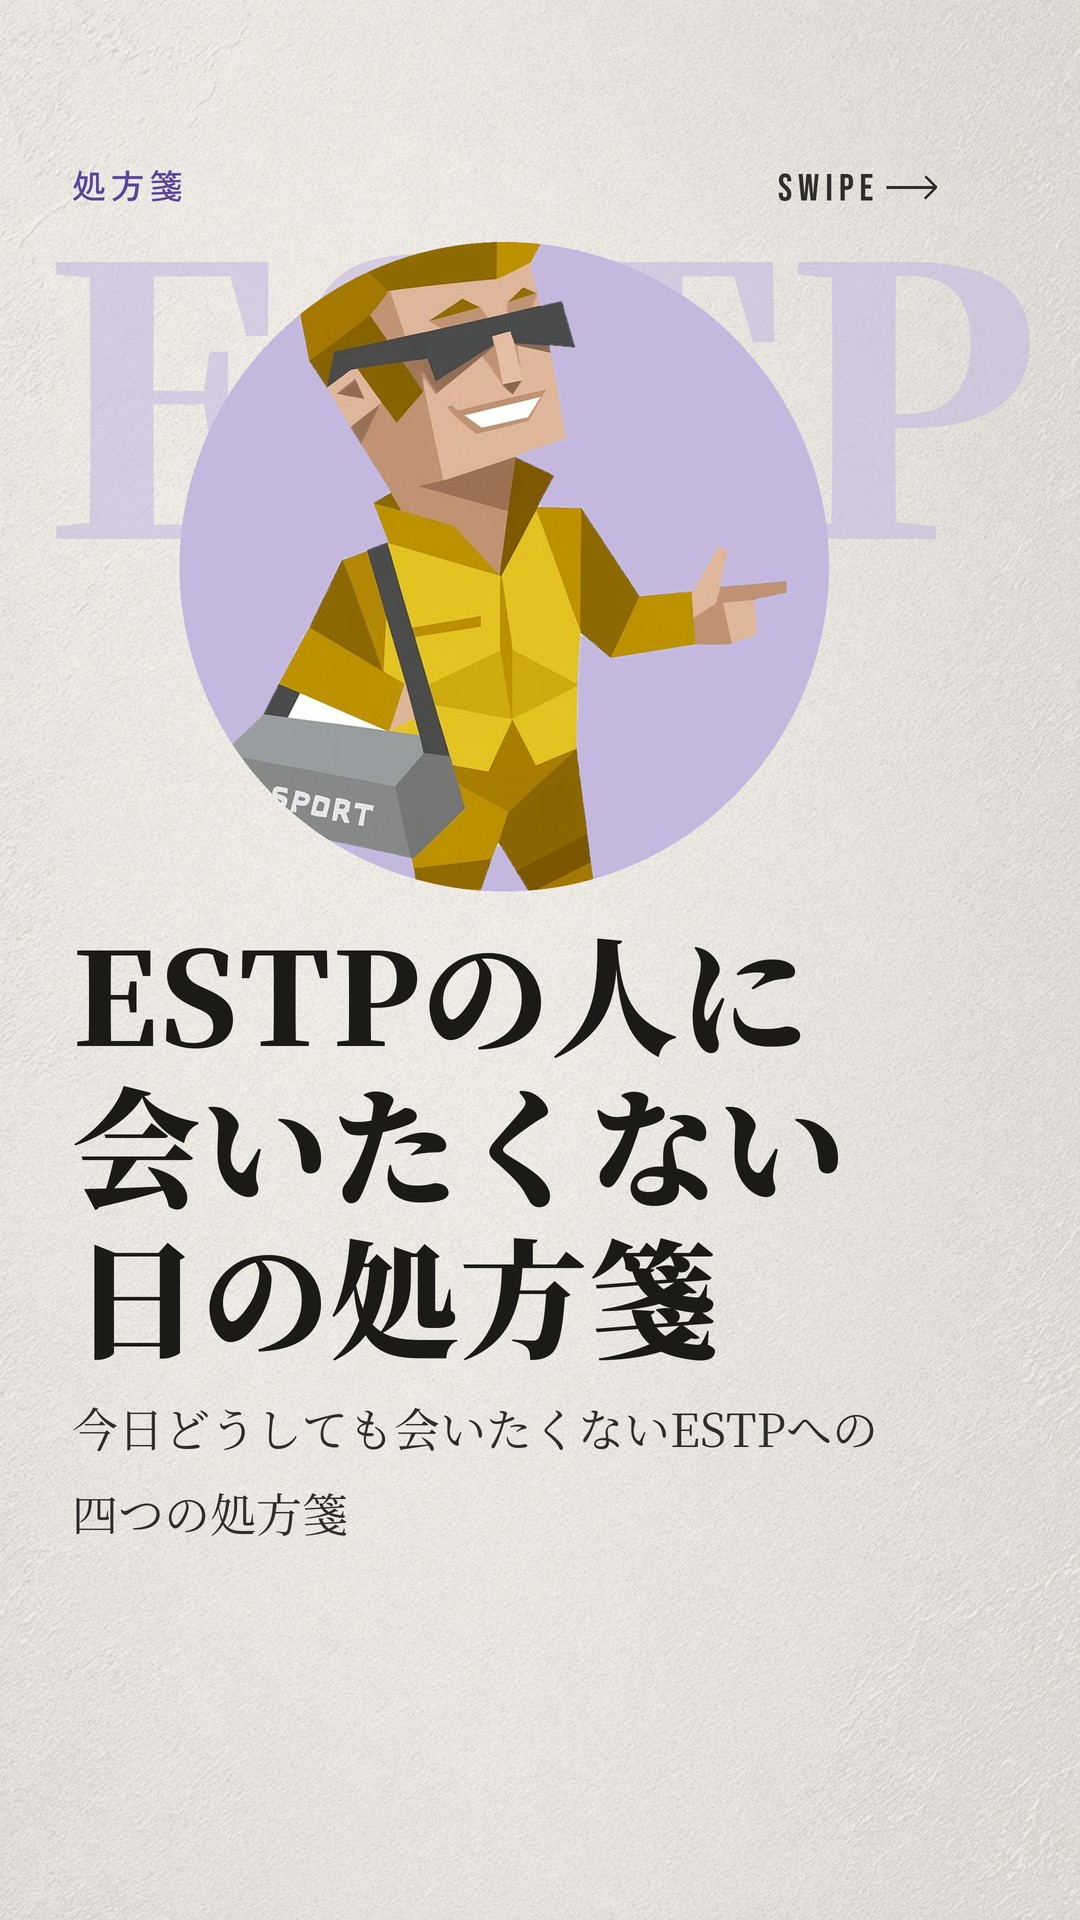 処方箋
SWIPE →
ESTP
SPORT
ESTPの人に
会いたくない
日の処方箋
今日どうしても会いたくないESTPへの
四つの処方箋